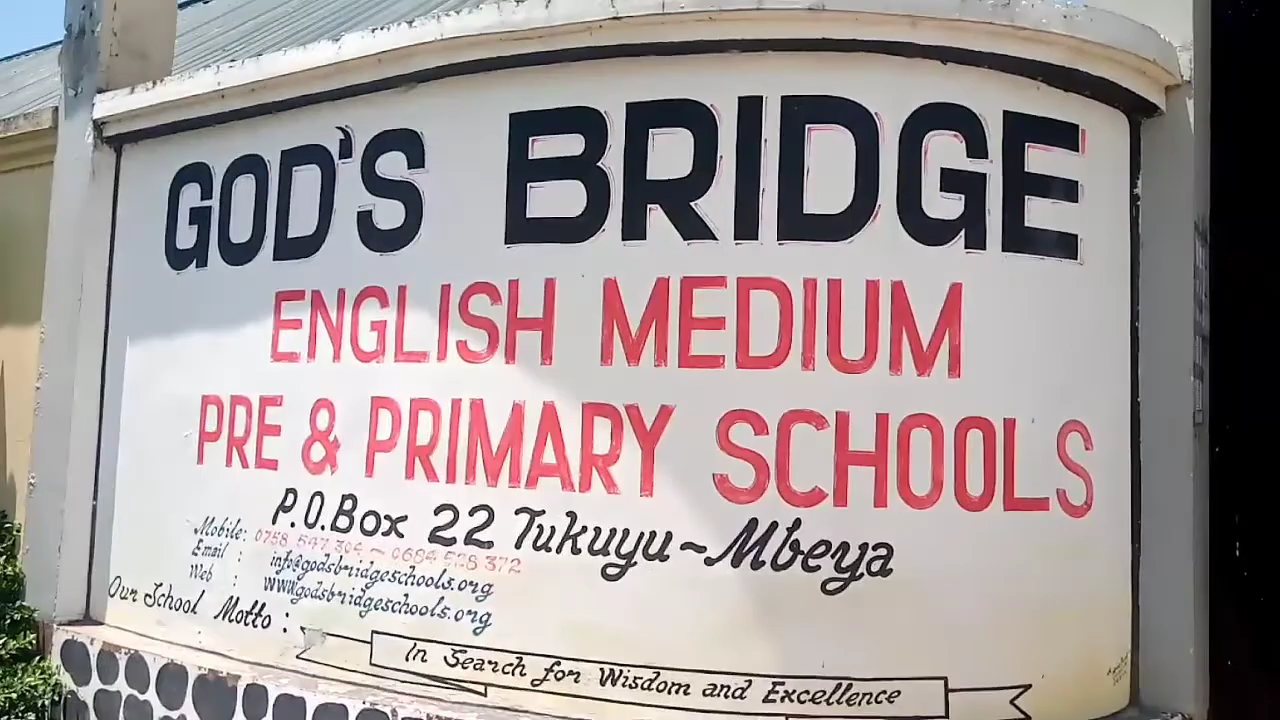 GOD'S BRIDGE
ENGLISH MEDIUM
PRE & PRIMARY SCHOOLS
P.O.Box 22 Tukuyu ~ Mbeya
Mobile: 0758 547 304 ~ 0684 528 372
Email : info@godsbridgeschools.org
Web : www.godsbridgeschools.org
Our School Motto :
In Search for Wisdom and Excellence